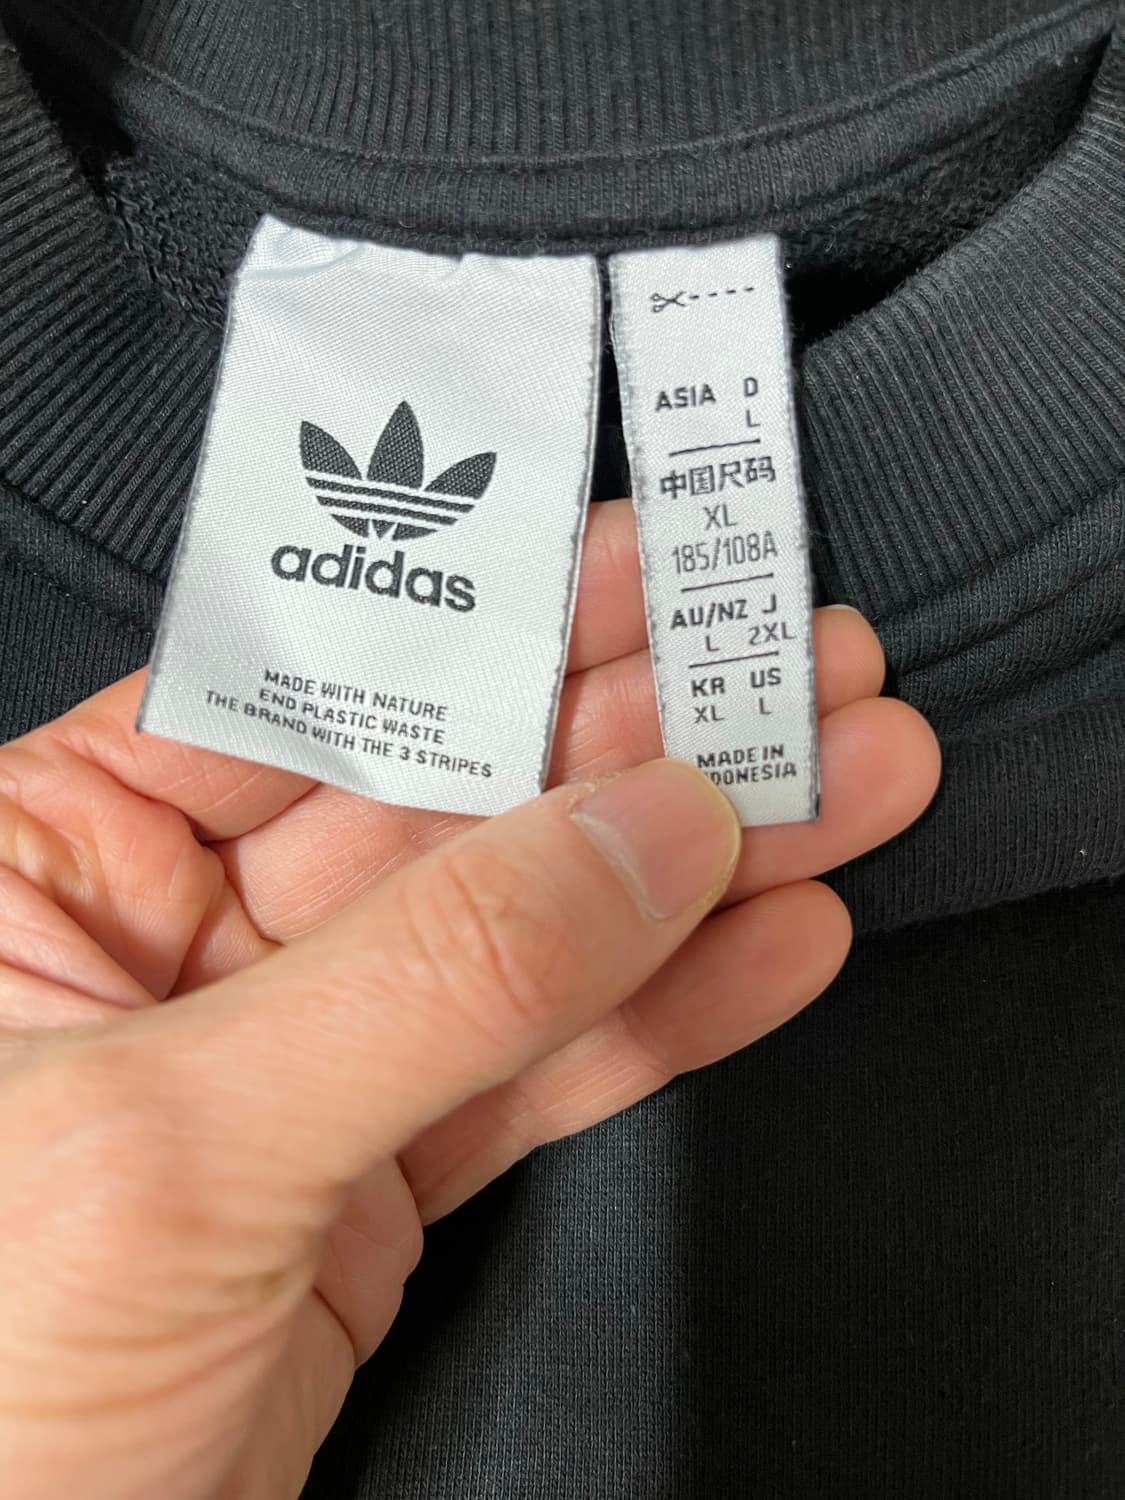 adidas
MADE WITH NATURE
END PLASTIC WASTE
THE BRAND WITH THE 3 STRIPES
ASIA D
L
中国尺码
XL
185/108A
AU/NZ J
L 2XL
KR US
XL L
MADE IN